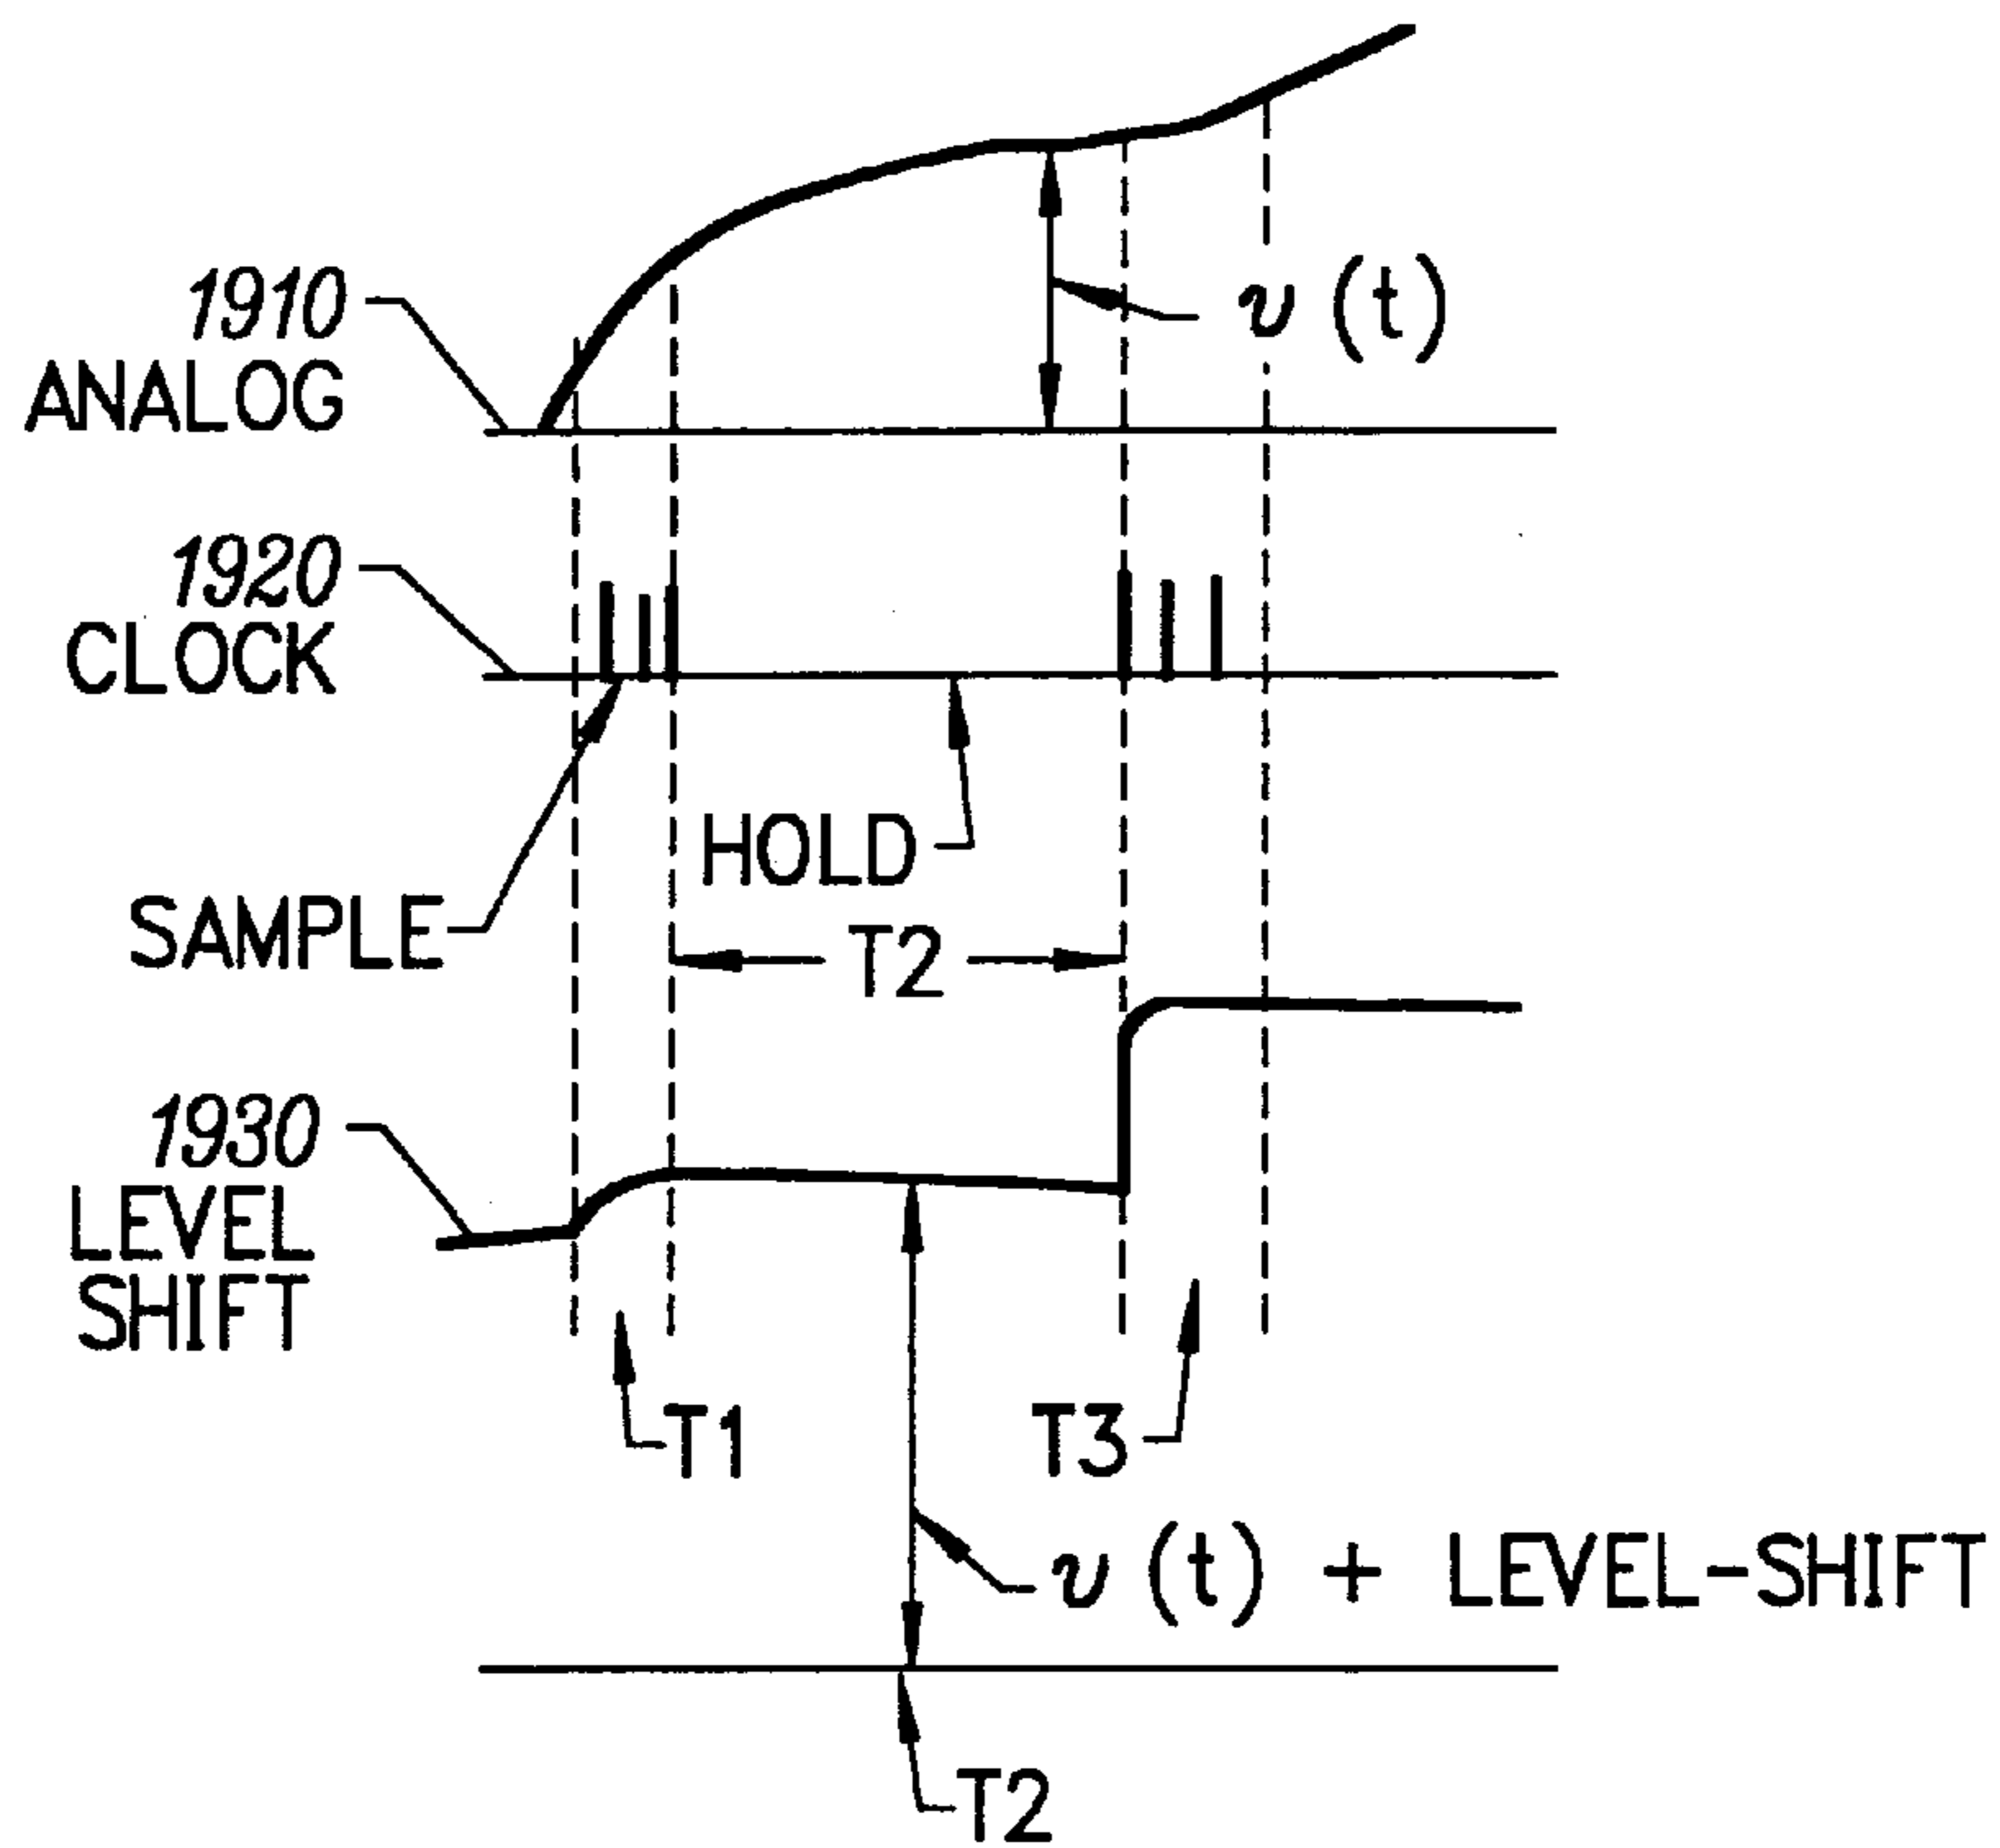 1910
ANALOG
v (t)
1920
CLOCK
HOLD
SAMPLE
T2
1930
LEVEL
SHIFT
T1
T3
v (t) + LEVEL-SHIFT
T2